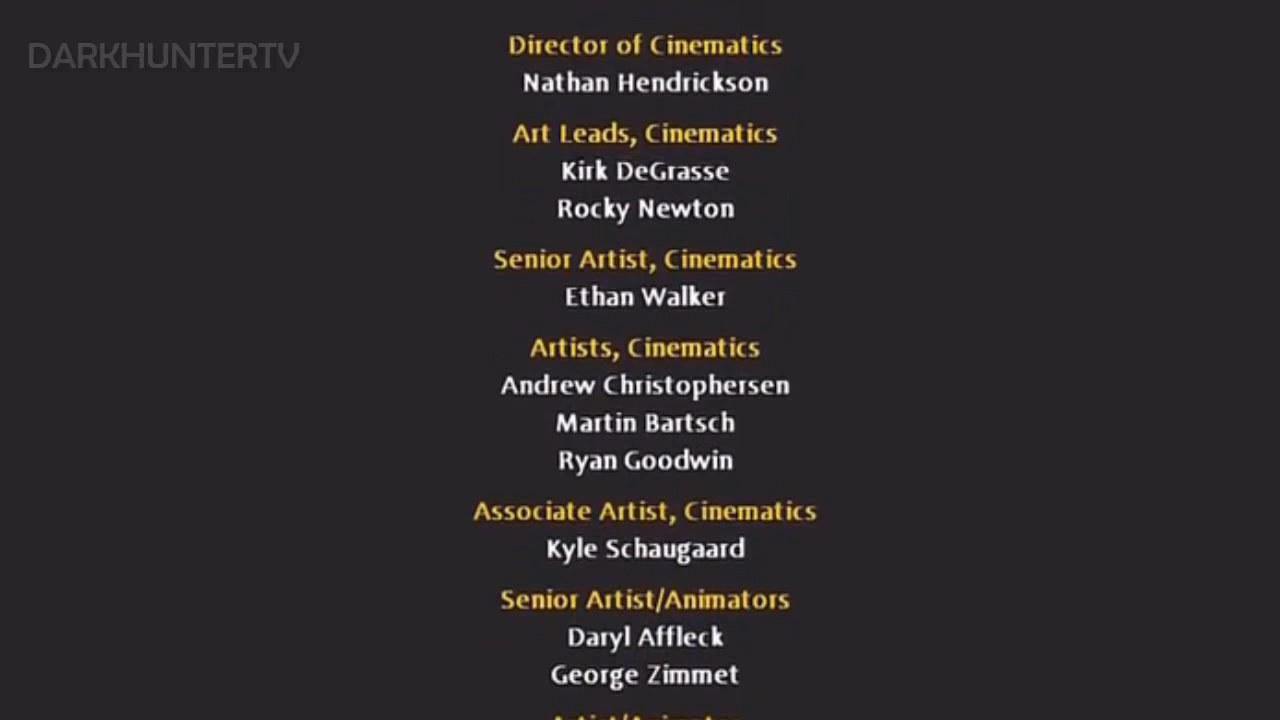 DARKHUNTERTV
Director of Cinematics
Nathan Hendrickson
Art Leads, Cinematics
Kirk DeGrasse
Rocky Newton
Senior Artist, Cinematics
Ethan Walker
Artists, Cinematics
Andrew Christophersen
Martin Bartsch
Ryan Goodwin
Associate Artist, Cinematics
Kyle Schaugaard
Senior Artist/Animators
Daryl Affleck
George Zimmet